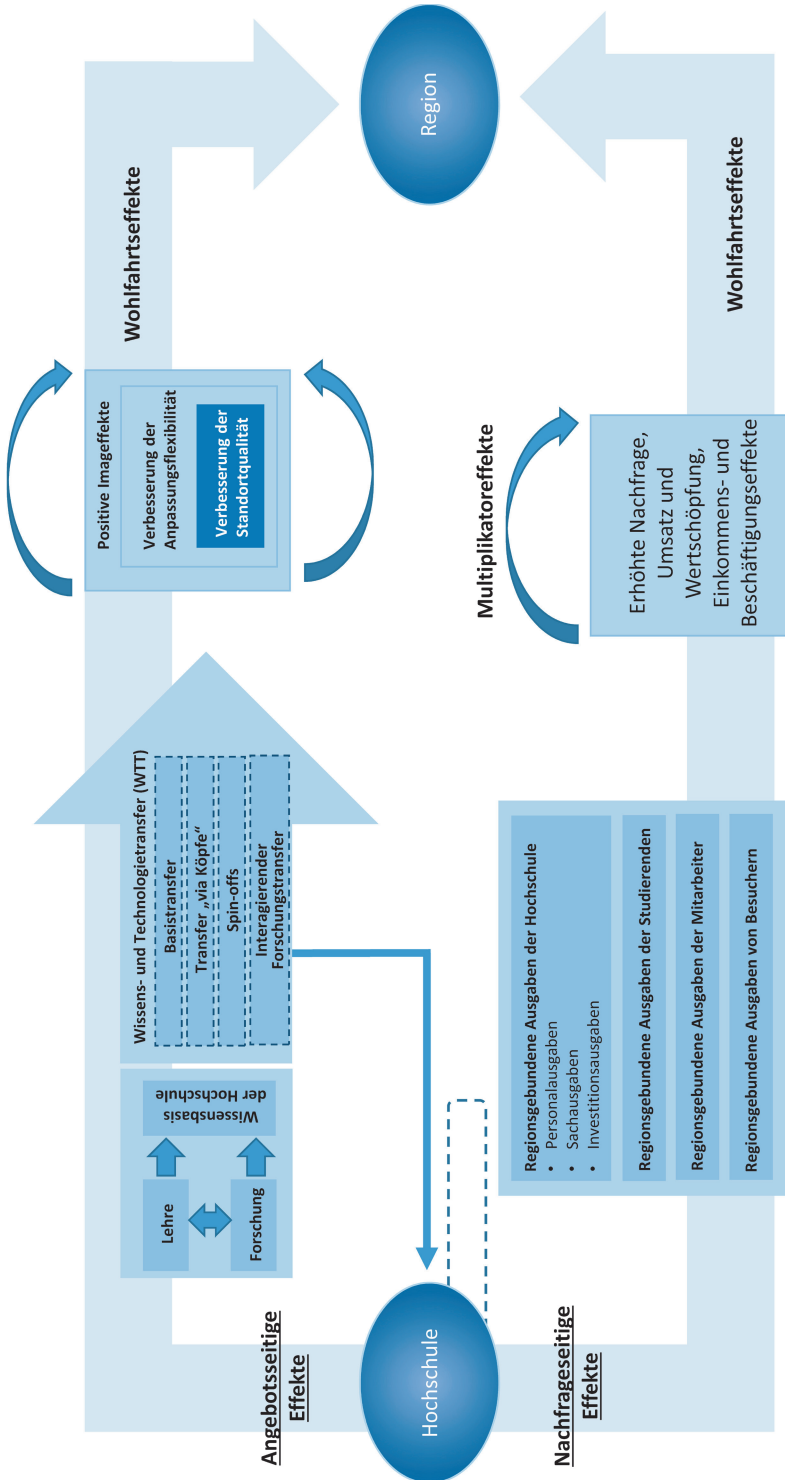 Angebotsseitige
Effekte
Lehre
Forschung
Wissensbasis
der Hochschule
Wissens- und Technologietransfer (WTT)
Basistransfer
Transfer „via Köpfe“
Spin-offs
Interagierender
Forschungstransfer
Positive Imageffekte
Verbesserung der
Anpassungsflexibilität
Verbesserung der
Standortqualität
Wohlfahrtseffekte
Hochschule
Region
Nachfrageseitige
Effekte
Regionsgebundene Ausgaben der Hochschule
• Personalausgaben
• Sachausgaben
• Investitionsausgaben
Regionsgebundene Ausgaben der Studierenden
Regionsgebundene Ausgaben der Mitarbeiter
Regionsgebundene Ausgaben von Besuchern
Multiplikatoreffekte
Erhöhte Nachfrage,
Umsatz und
Wertschöpfung,
Einkommens- und
Beschäftigungseffekte
Wohlfahrtseffekte